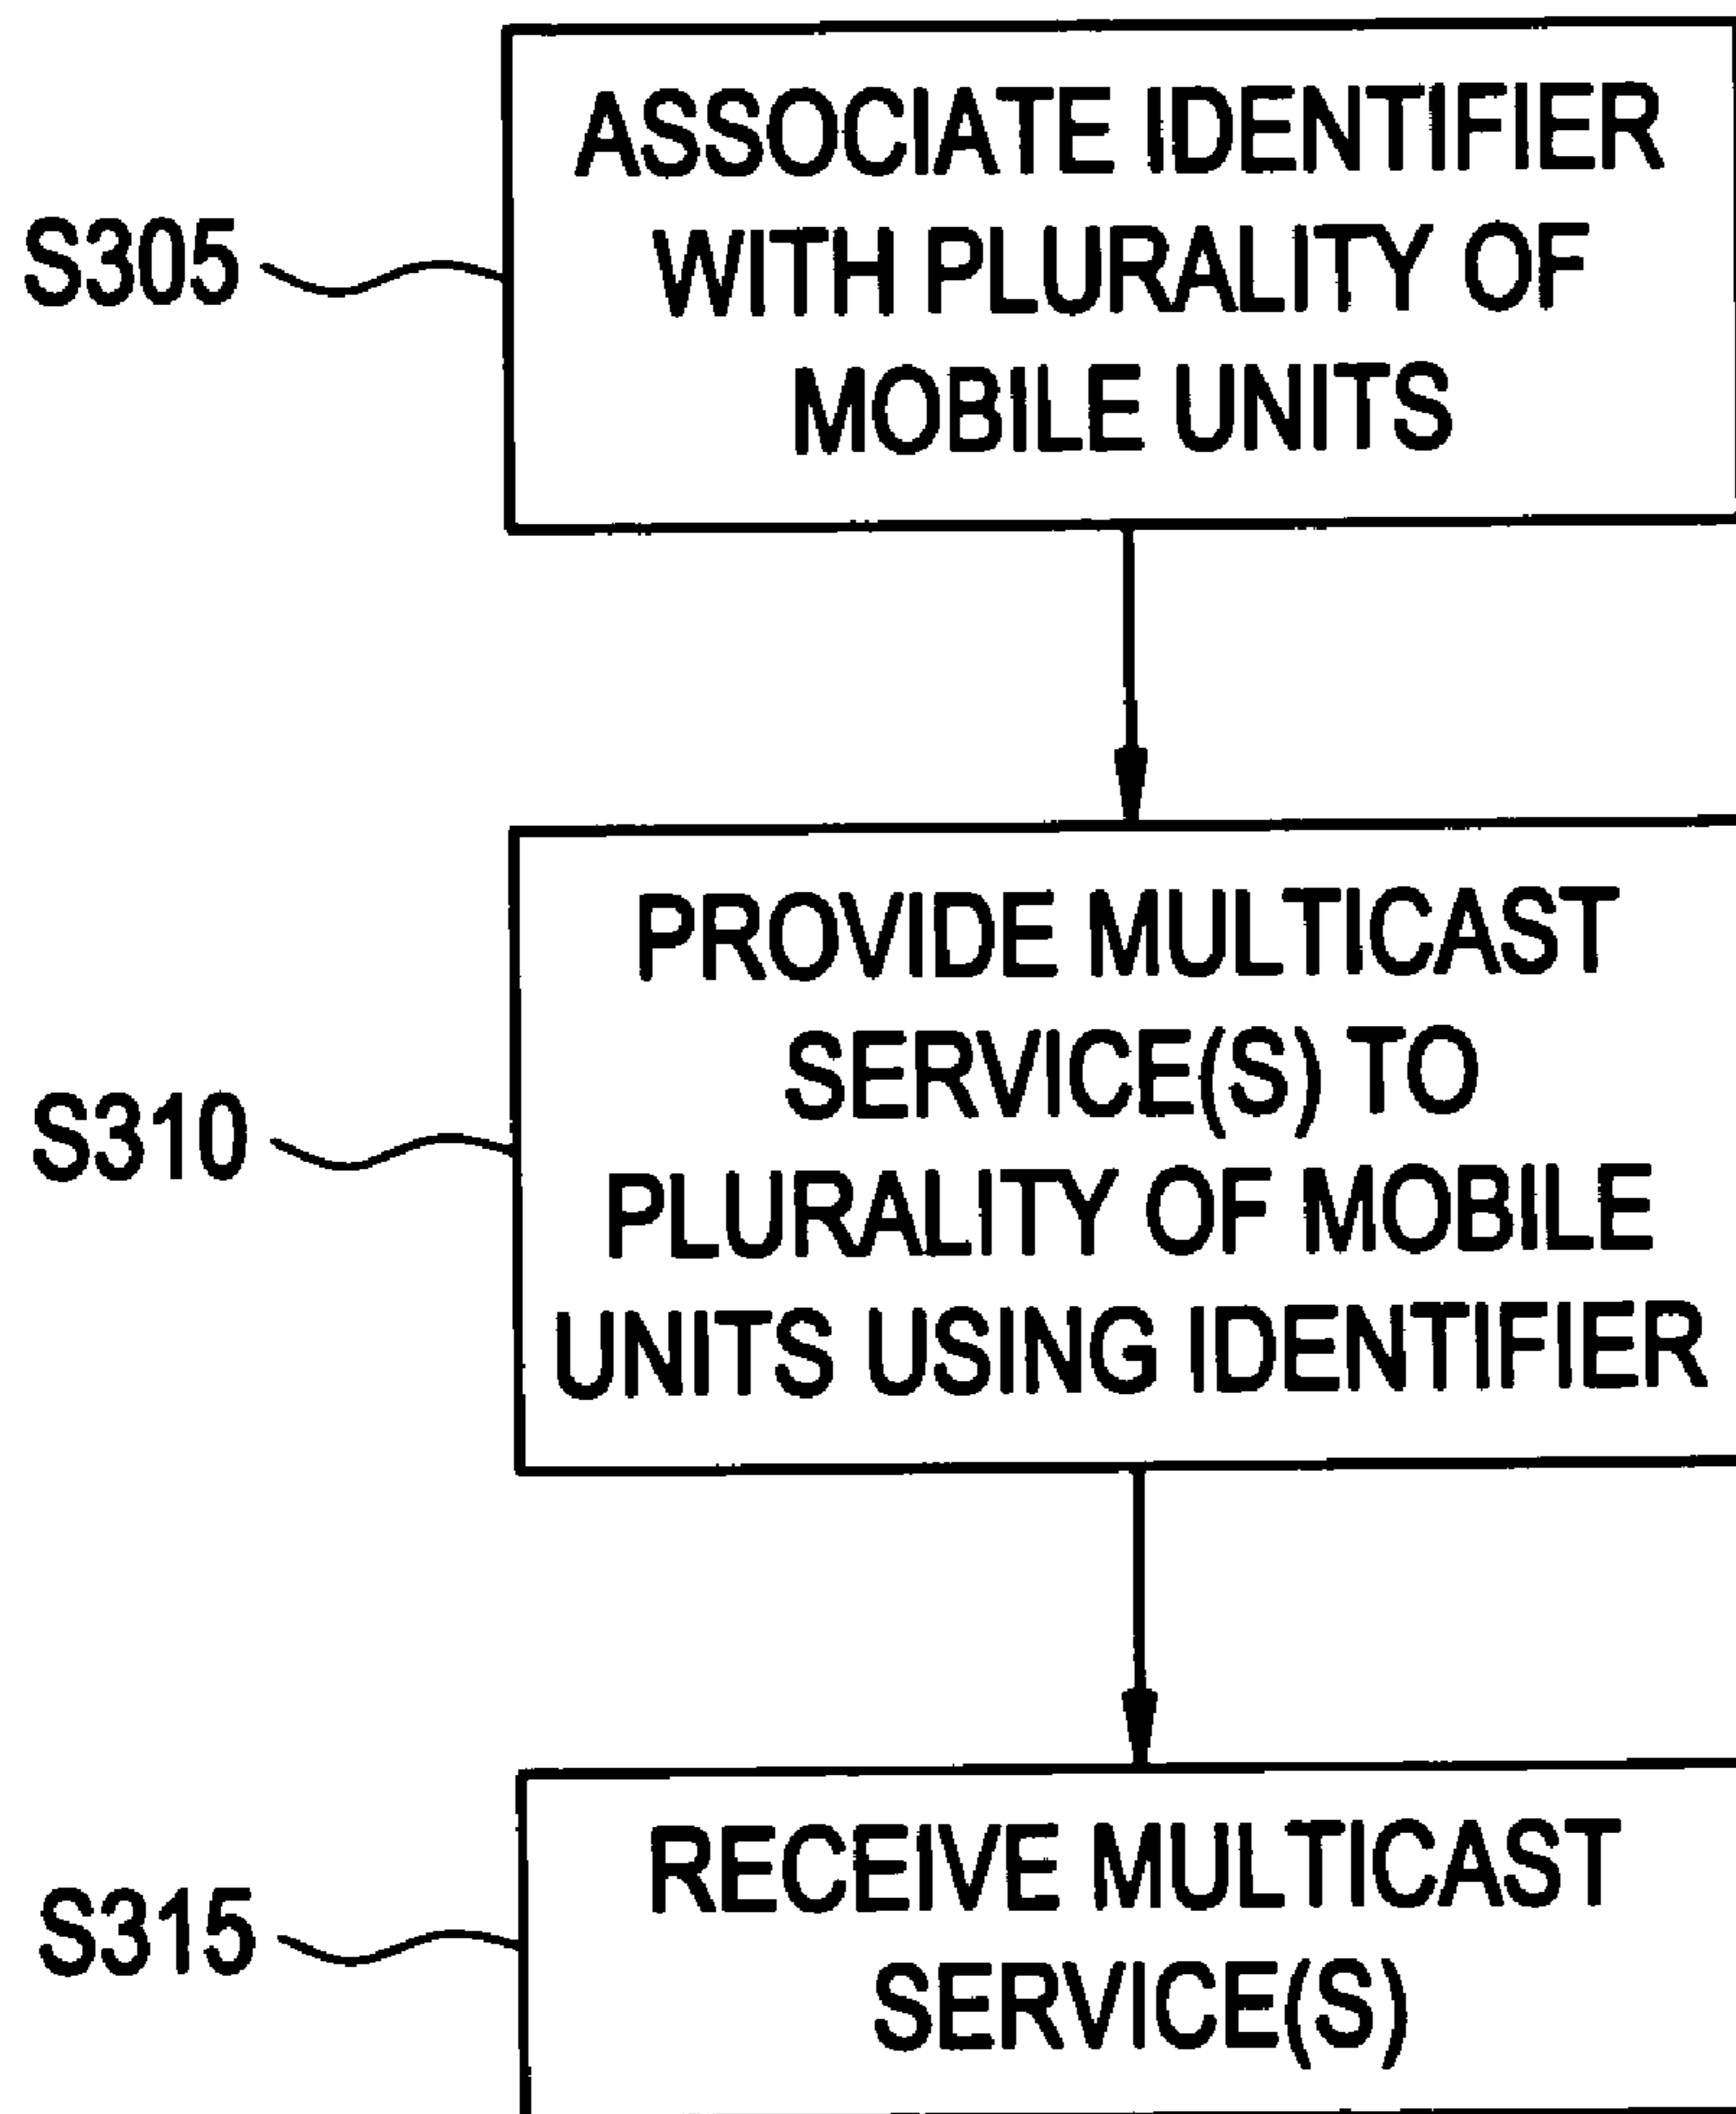 ASSOCIATE IDENTIFIER
WITH PLURALITY OF
MOBILE UNITS
S305
PROVIDE MULTICAST
SERVICE(S) TO
PLURALITY OF MOBILE
UNITS USING IDENTIFIER
S310
RECEIVE MULTICAST
SERVICE(S)
S315